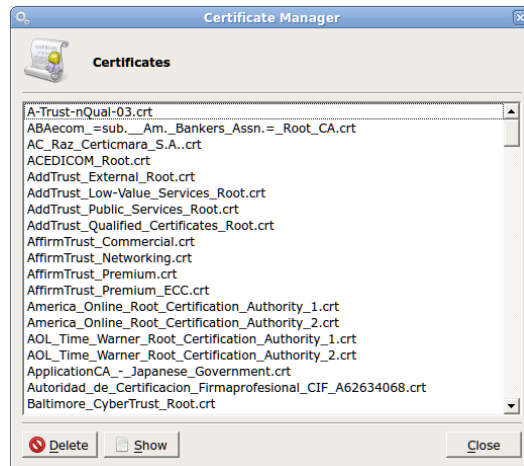 Certificate Manager
Certificates
A-Trust-nQual-03.crt
ABAecom_=sub.__Am._Bankers_Assn.=_Root_CA.crt
AC_Raz_Certicmara_S.A..crt
ACEDICOM_Root.crt
AddTrust_External_Root.crt
AddTrust_Low-Value_Services_Root.crt
AddTrust_Public_Services_Root.crt
AddTrust_Qualified_Certificates_Root.crt
AffirmTrust_Commercial.crt
AffirmTrust_Networking.crt
AffirmTrust_Premium.crt
AffirmTrust_Premium_ECC.crt
America_Online_Root_Certification_Authority_1.crt
America_Online_Root_Certification_Authority_2.crt
AOL_Time_Warner_Root_Certification_Authority_1.crt
AOL_Time_Warner_Root_Certification_Authority_2.crt
ApplicationCA_-_Japanese_Government.crt
Autoridad_de_Certificacion_Firmaprofesional_CIF_A62634068.crt
Baltimore_CyberTrust_Root.crt
Delete Show Close